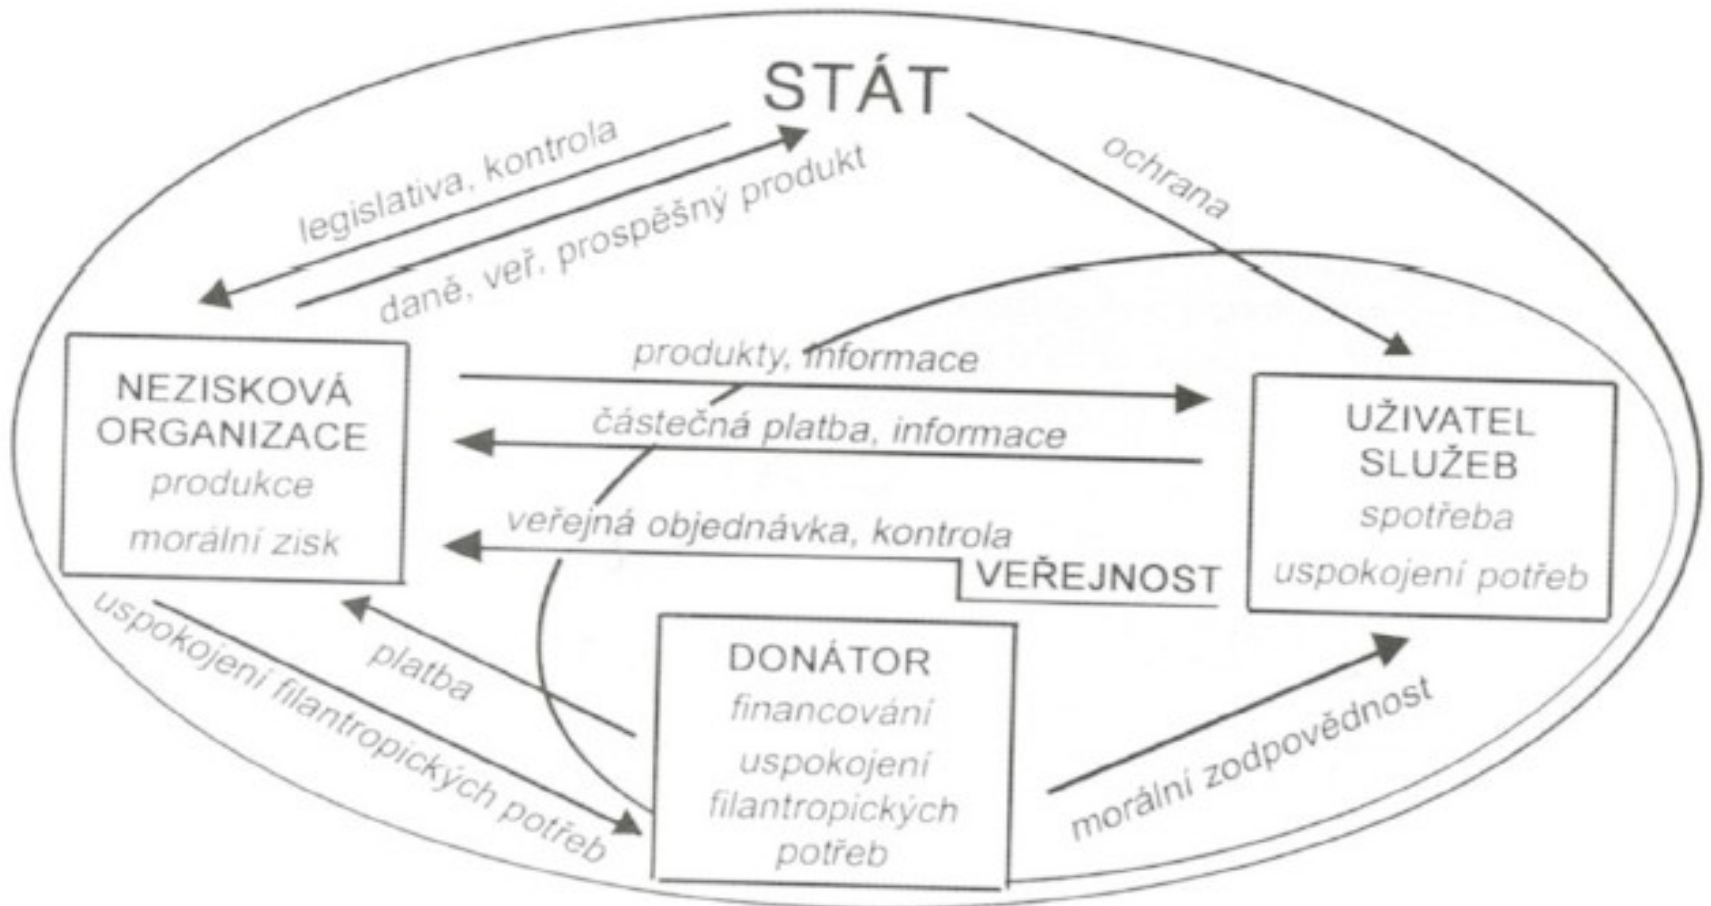 STÁT
legislativa, kontrola
daně, veř. prospěšný produkt
ochrana
produkty, informace
částečná platba, informace
veřejná objednávka, kontrola
VEŘEJNOST
NEZISKOVÁ
ORGANIZACE
produkce
morální zisk
UŽIVATEL
SLUŽEB
spotřeba
uspokojení potřeb
uspokojení filantropických potřeb
platba
DONÁTOR
financování
uspokojení
filantropických
potřeb
morální zodpovědnost